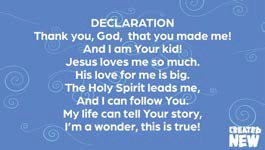 DECLARATION
Thank you, God,  that you made me!
And I am Your kid!
Jesus loves me so much.
His love for me is big.
The Holy Spirit leads me,
And I can follow You.
My life can tell Your story,
I'm a wonder, this is true!
CREATED
NEW